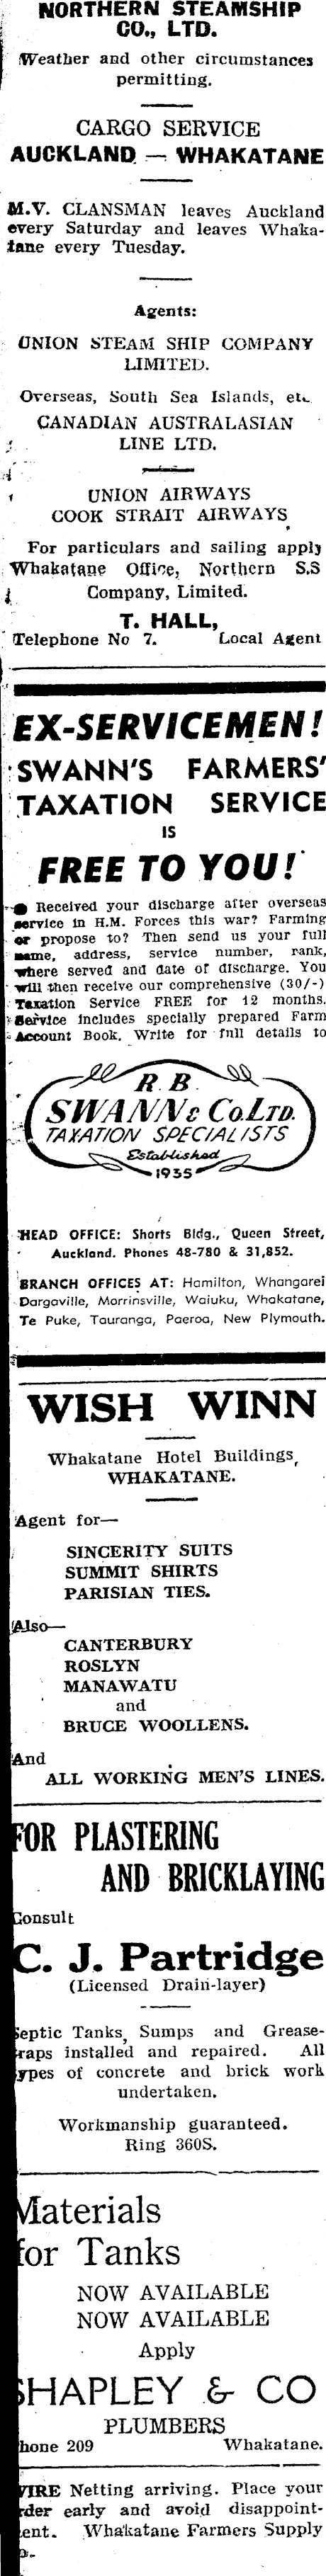 NORTHERN STEAMSHIP
CO., LTD.
Weather and other circumstances
permitting.
CARGO SERVICE
AUCKLAND — WHAKATANE
M.V. CLANSMAN leaves Auckland
every Saturday and leaves Whaka-
tane every Tuesday.
Agents:
UNION STEAM SHIP COMPANY
LIMITED.
Overseas, South Sea Islands, etc.
CANADIAN AUSTRALASIAN
LINE LTD.
UNION AIRWAYS
COOK STRAIT AIRWAYS
For particulars and sailing apply
Whakatane Office, Northern S.S
Company, Limited.
T. HALL,
Telephone No 7. Local Agent
EX-SERVICEMEN!
SWANN'S FARMERS'
TAXATION SERVICE
IS
FREE TO YOU!
● Received your discharge after overseas
service in H.M. Forces this war? Farming
or propose to? Then send us your full
name, address, service number, rank,
where served and date of discharge. You
will then receive our comprehensive (30/-)
Taxation Service FREE for 12 months.
Service includes specially prepared Farm
Account Book. Write for full details to
R. B.
SWANN & Co. LTD.
TAXATION SPECIALISTS
Established
1935
HEAD OFFICE: Shorts Bldg., Queen Street,
Auckland. Phones 48-780 & 31,852.
BRANCH OFFICES AT: Hamilton, Whangarei
Dargaville, Morrinsville, Waiuku, Whakatane,
Te Puke, Tauranga, Paeroa, New Plymouth.
WISH WINN
Whakatane Hotel Buildings,
WHAKATANE.
Agent for—
SINCERITY SUITS
SUMMIT SHIRTS
PARISIAN TIES.
Also—
CANTERBURY
ROSLYN
MANAWATU
and
BRUCE WOOLLENS.
And
ALL WORKING MEN'S LINES.
FOR PLASTERING
AND BRICKLAYING
Consult
C. J. Partridge
(Licensed Drain-layer)
Septic Tanks, Sumps and Grease-
traps installed and repaired. All
types of concrete and brick work
undertaken.
Workmanship guaranteed.
Ring 360S.
Materials
for Tanks
NOW AVAILABLE
NOW AVAILABLE
Apply
SHAPLEY & CO
PLUMBERS
Phone 209 Whakatane.
WIRE Netting arriving. Place your
order early and avoid disappoint-
ment. Whakatane Farmers Supply